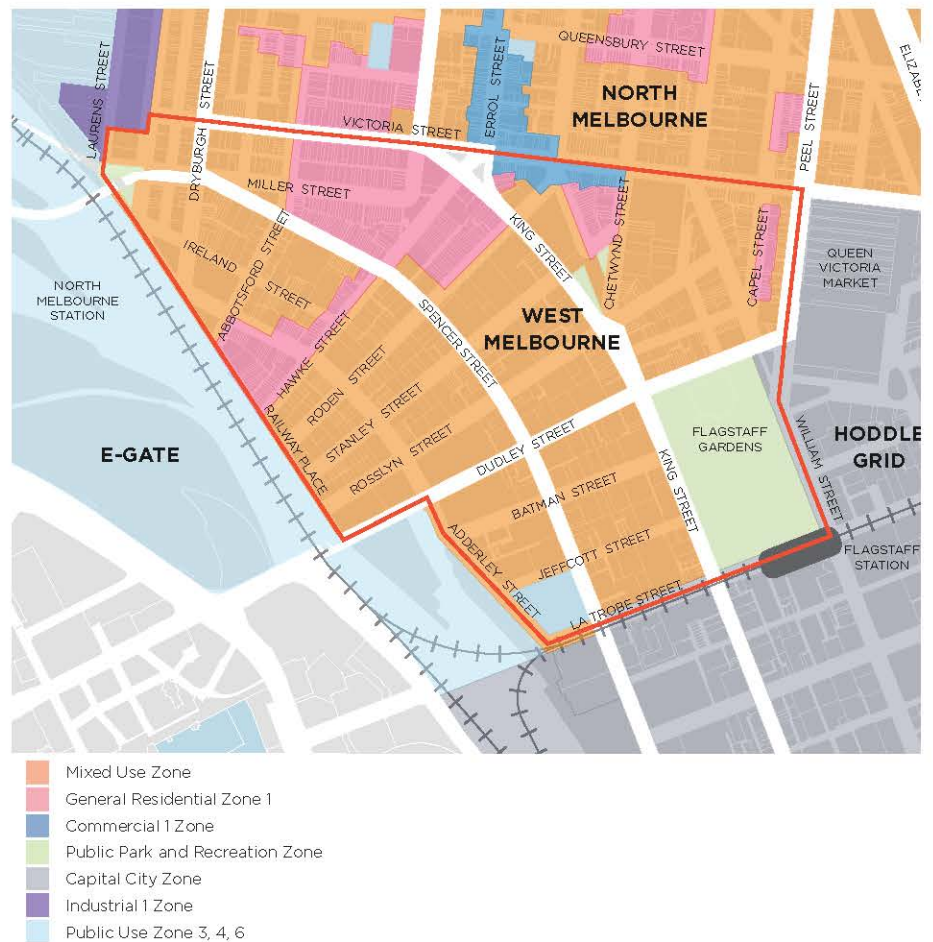 LAURENS STREET
DRYBURGH STREET
VICTORIA STREET
ERROL STREET
QUEENSBURY STREET
NORTH
MELBOURNE
PEEL STREET
ELIZABE
MILLER STREET
IRELAND STREET
ABBOTSFORD STREET
HAWKE STREET
KING STREET
CHETWYND STREET
CAPEL STREET
QUEEN
VICTORIA
MARKET
NORTH
MELBOURNE
STATION
WEST
MELBOURNE
SPENCER STREET
RODEN STREET
STANLEY STREET
ROSSLYN STREET
RAILWAY PLACE
E-GATE
DUDLEY STREET
FLAGSTAFF
GARDENS
WILLIAM STREET
HODDLE
GRID
BATMAN STREET
KING STREET
ADDERLEY STREET
JEFFCOTT STREET
LA TROBE STREET
FLAGSTAFF
STATION
Mixed Use Zone
General Residential Zone 1
Commercial 1 Zone
Public Park and Recreation Zone
Capital City Zone
Industrial 1 Zone
Public Use Zone 3, 4, 6